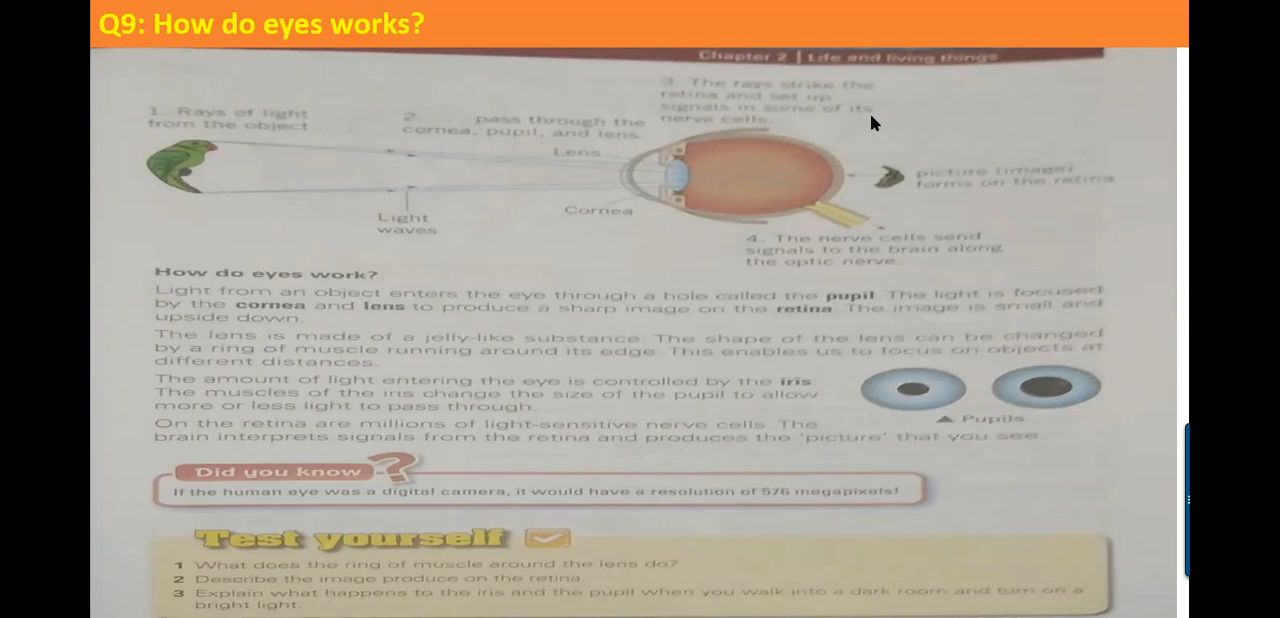 Q9: How do eyes works?
Chapter 2 | Life and living things
1. Rays of light
from the object
2. pass through the
cornea, pupil, and lens.
3. The rays strike the
retina and set up
signals in some of its
nerve cells.
Lens
Cornea
Light
waves
picture (image)
forms on the retina
4. The nerve cells send
signals to the brain along
the optic nerve.
How do eyes work?
Light from an object enters the eye through a hole called the pupil. The light is focused
by the cornea and lens to produce a sharp image on the retina. The image is small and
upside down.
The lens is made of a jelly-like substance. The shape of the lens can be changed
by a ring of muscle running around its edge. This enables us to focus on objects at
different distances.
The amount of light entering the eye is controlled by the iris.
The muscles of the iris change the size of the pupil to allow
more or less light to pass through.
▲ Pupils
On the retina are millions of light-sensitive nerve cells. The
brain interprets signals from the retina and produces the 'picture' that you see.
Did you know ?
If the human eye was a digital camera, it would have a resolution of 576 megapixels!
Test yourself
1 What does the ring of muscle around the lens do?
2 Describe the image produce on the retina.
3 Explain what happens to the iris and the pupil when you walk into a dark room and turn on a
bright light.